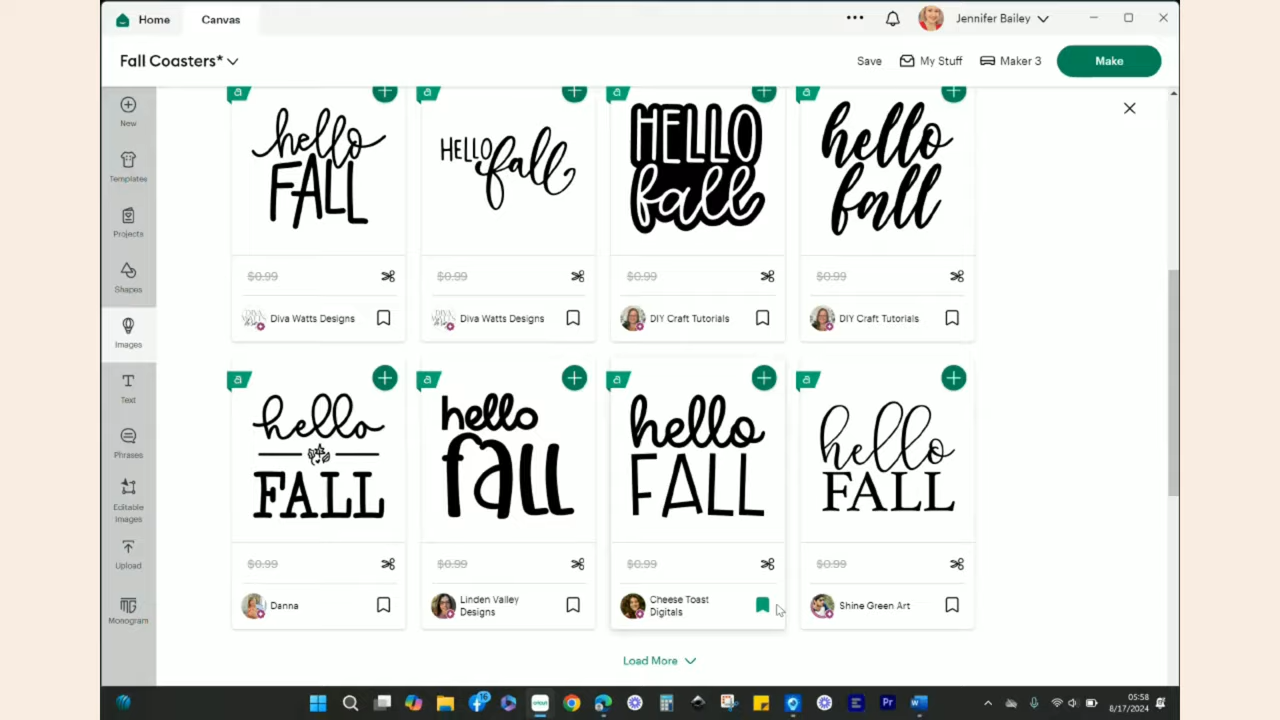 Home
Canvas
Jennifer Bailey
Fall Coasters*
Save
My Stuff
Maker 3
Make
New
Templates
Projects
Shapes
Images
Text
Phrases
Editable
Images
Upload
MG
Monogram
a
a
a
a
hello
FALL
HELLO fall
HELLO
fall
hello
fall
$0.99
$0.99
$0.99
$0.99
Diva Watts Designs
Diva Watts Designs
DIY Craft Tutorials
DIY Craft Tutorials
a
a
a
a
hello
FALL
hello
fall
hello
FALL
hello
FALL
$0.99
$0.99
$0.99
$0.99
Danna
Linden Valley
Designs
Cheese Toast
Digitals
Shine Green Art
Load More
16
cricut
Pr
05:58
8/17/2024